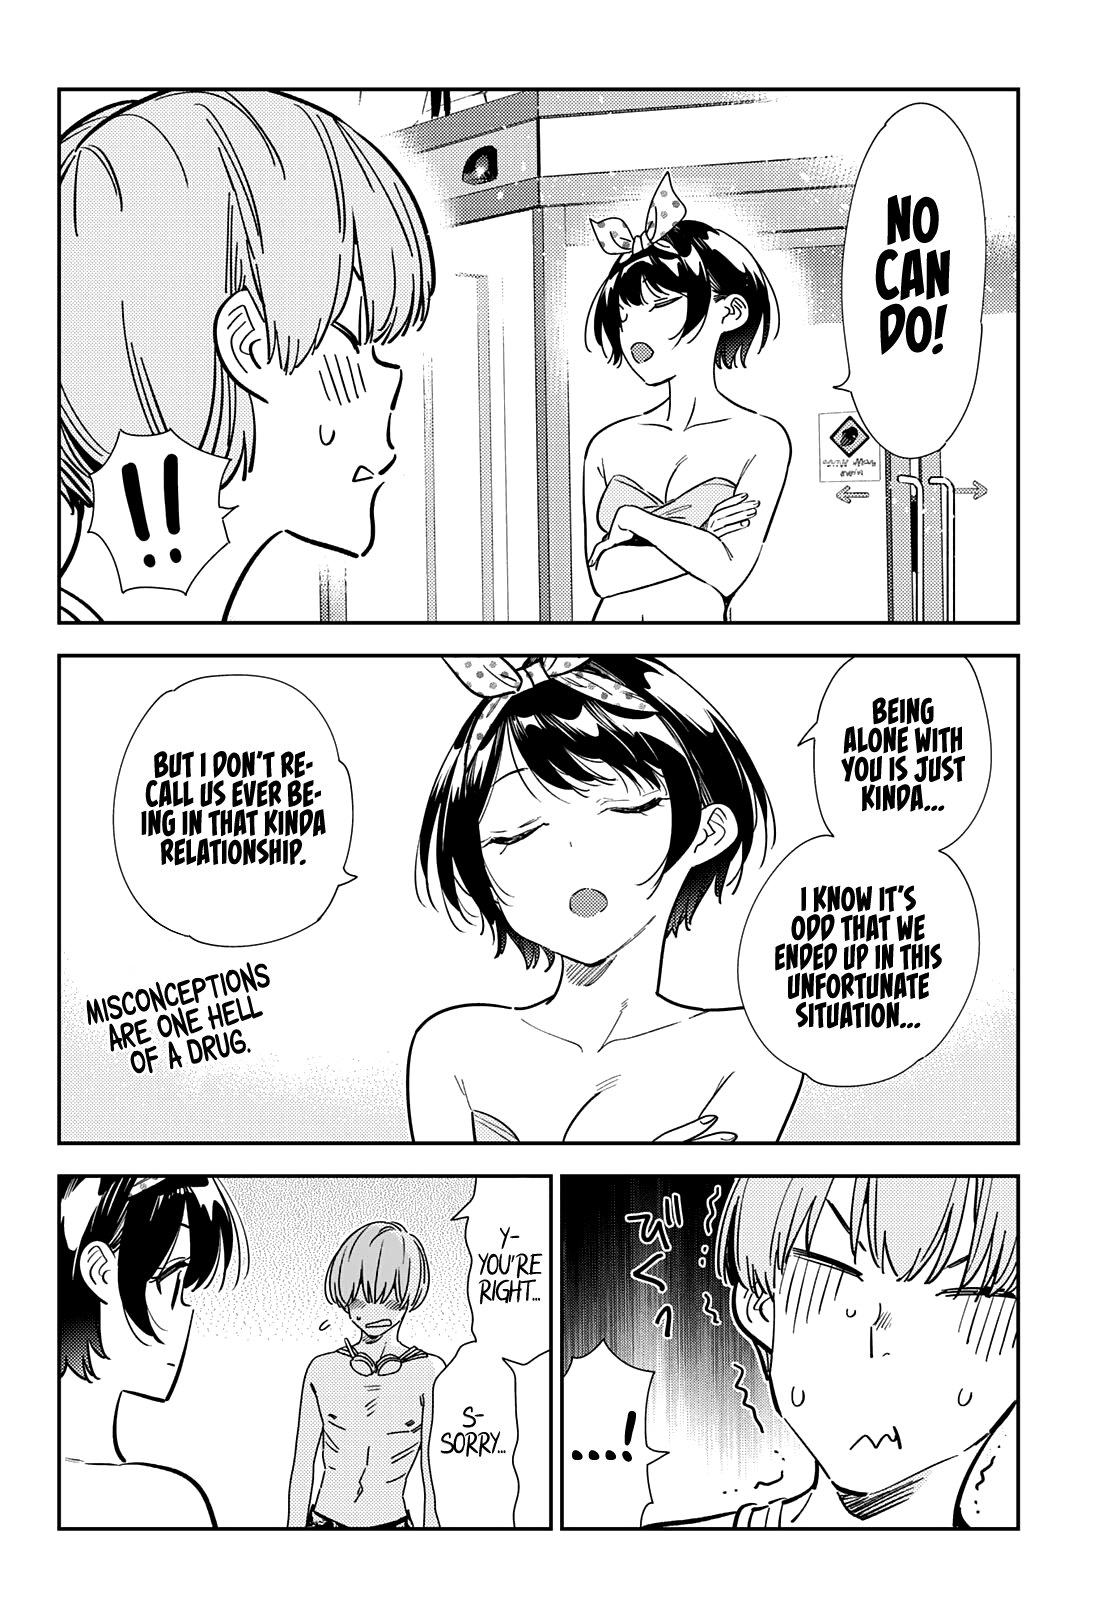 NO
CAN
DO!
!!
BEING
ALONE WITH
YOU IS JUST
KINDA...
I KNOW IT'S
ODD THAT WE
ENDED UP IN THIS
UNFORTUNATE
SITUATION...
BUT I DON'T RE-
CALL US EVER BE-
ING IN THAT KINDA
RELATIONSHIP.
MISCONCEPTIONS
ARE ONE HELL
OF A DRUG.
びくっ
....!
Y-
YOU'RE
RIGHT...
S-
SORRY...